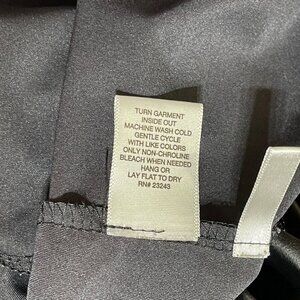 TURN GARMENT
INSIDE OUT
MACHINE WASH COLD
GENTLE CYCLE
WITH LIKE COLORS
ONLY NON-CHROLINE
BLEACH WHEN NEEDED
HANG OR
LAY FLAT TO DRY
RN# 23243